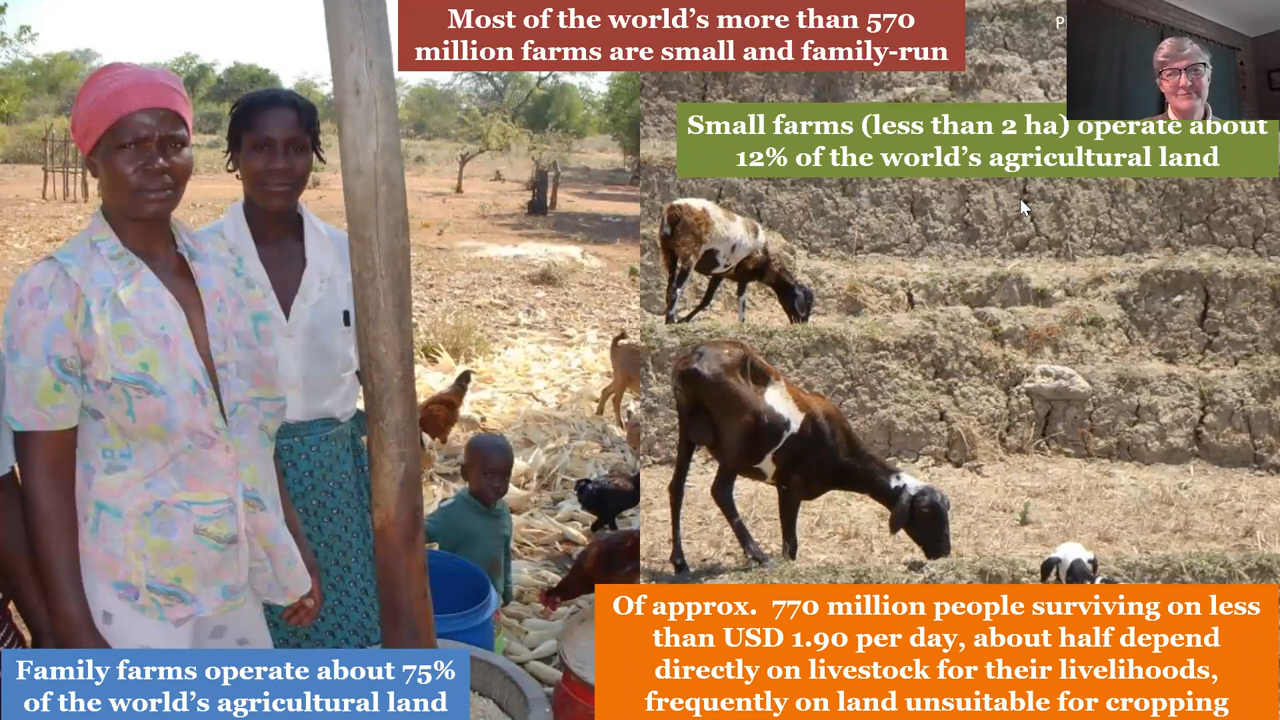 Most of the world's more than 570
million farms are small and family-run
Small farms (less than 2 ha) operate about
12% of the world's agricultural land
Of approx. 770 million people surviving on less
than USD 1.90 per day, about half depend
directly on livestock for their livelihoods,
frequently on land unsuitable for cropping
Family farms operate about 75%
of the world's agricultural land